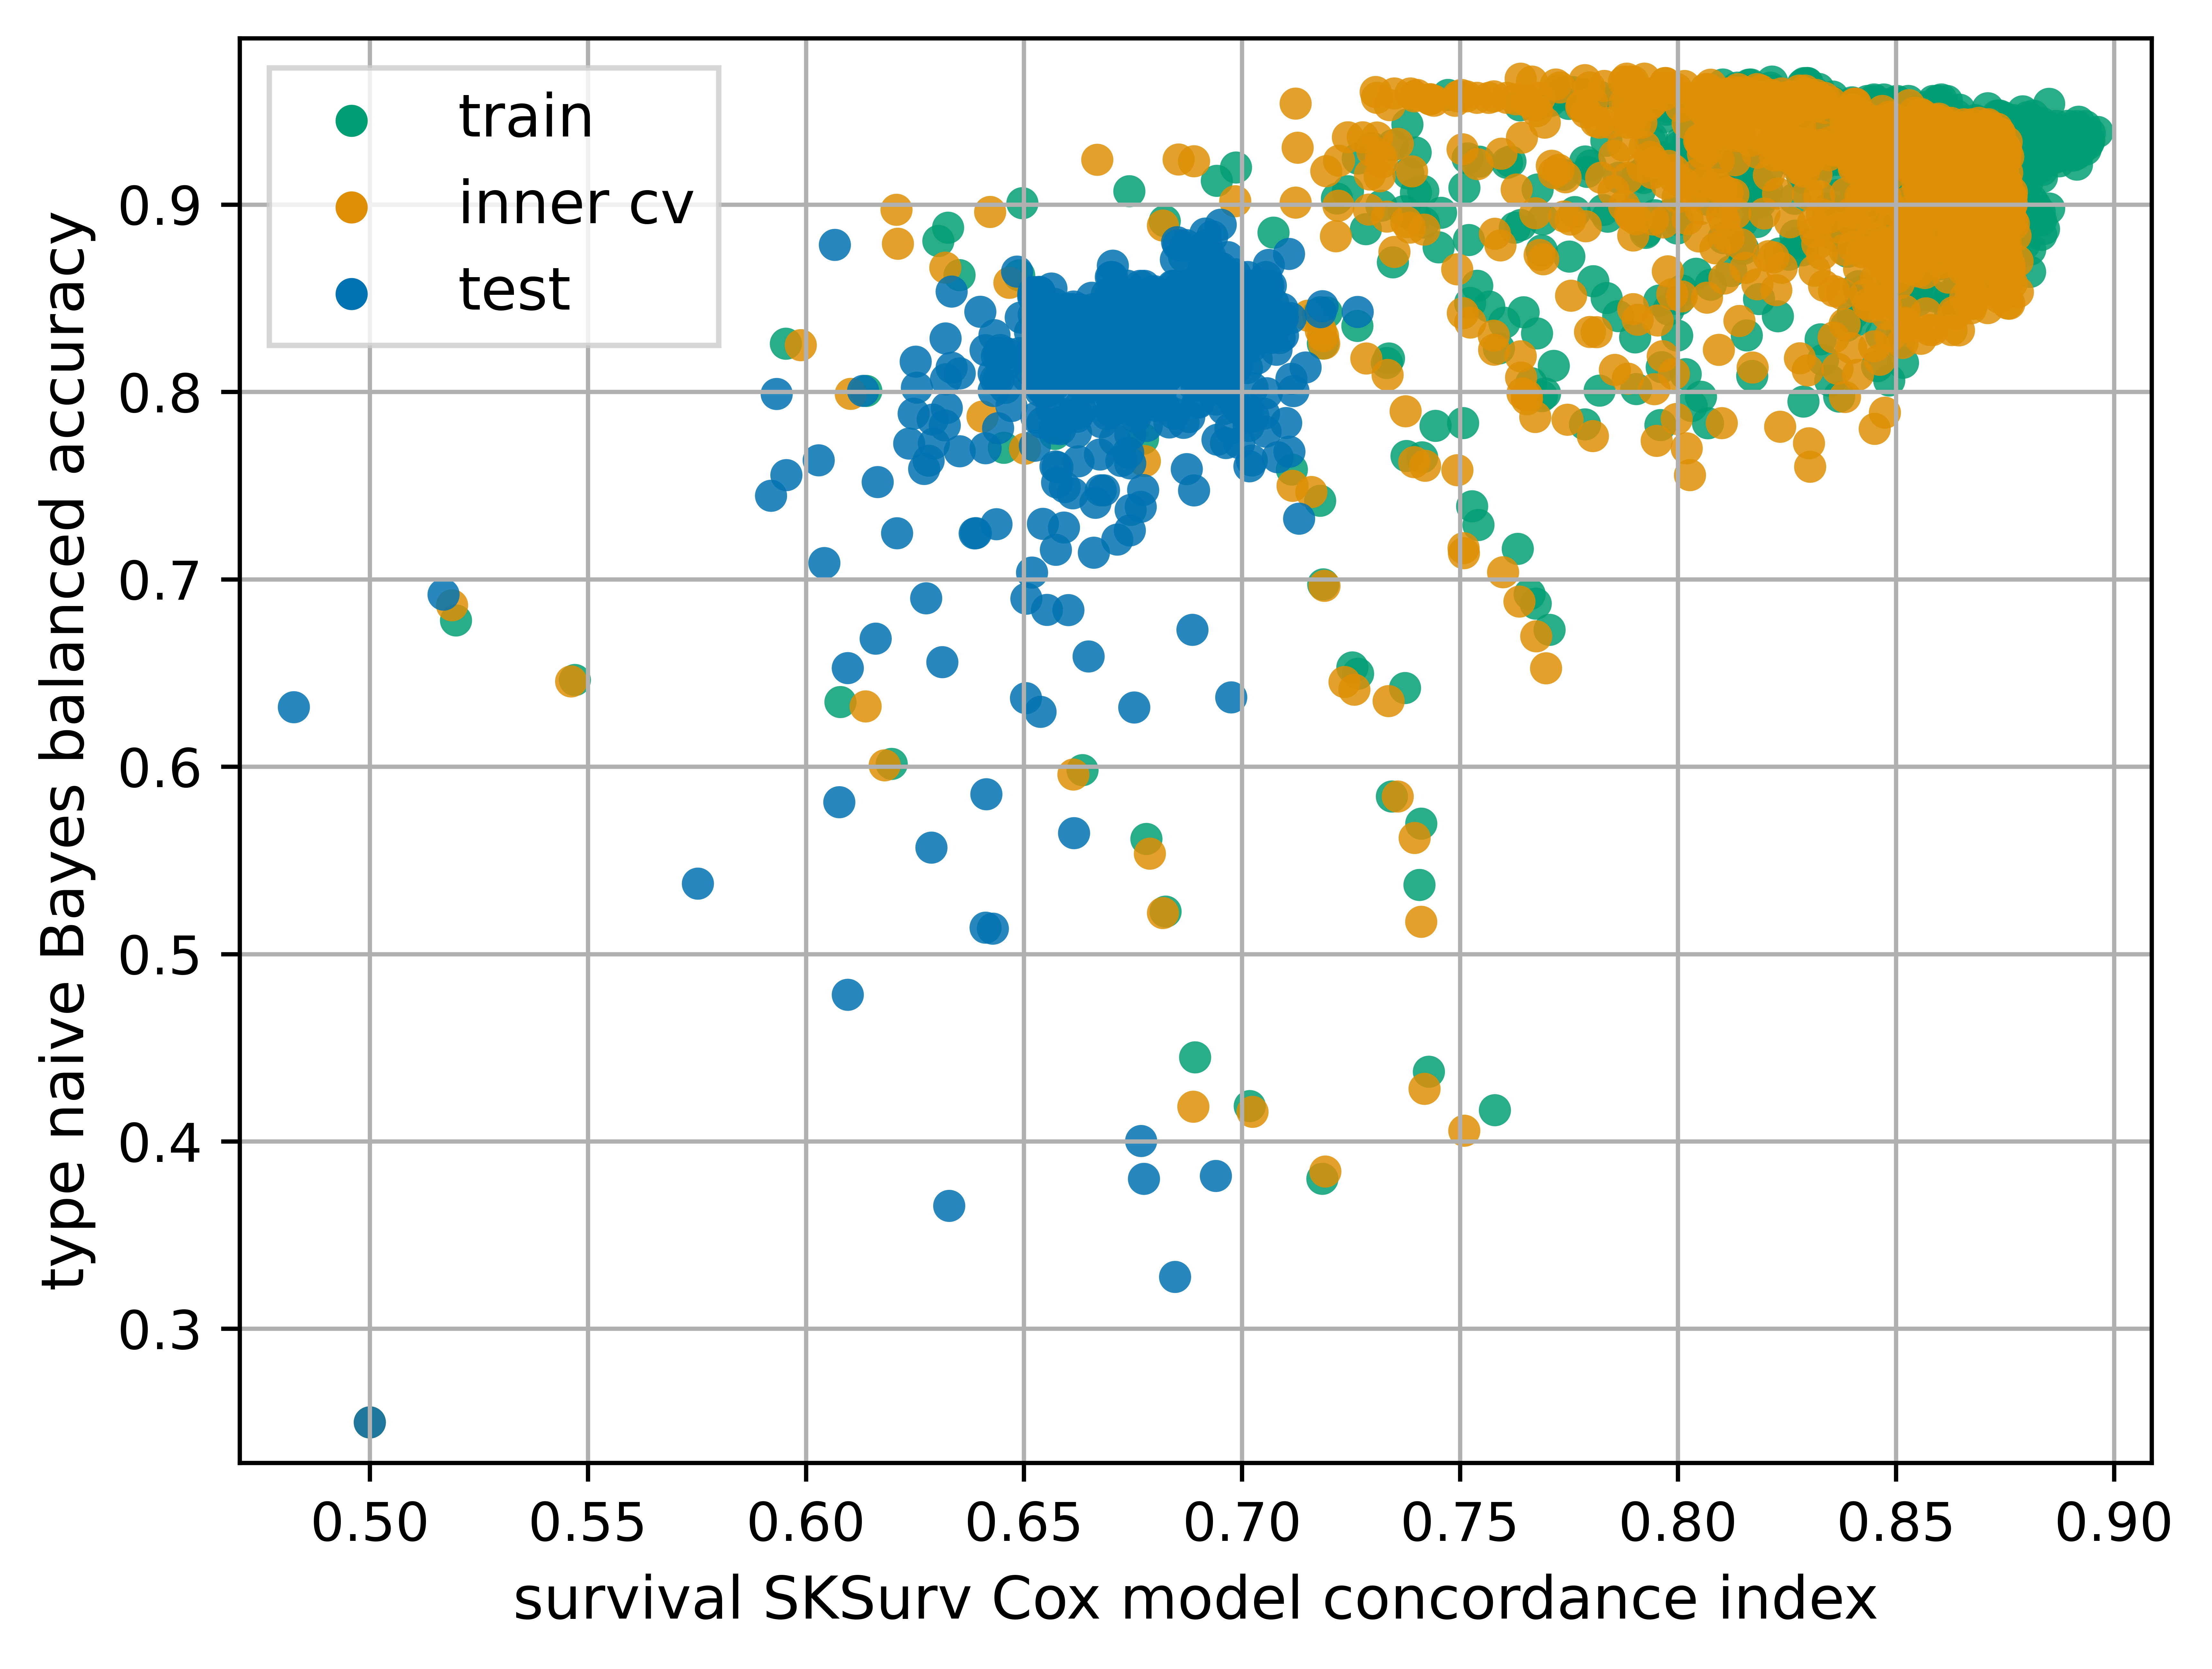 train
inner cv
test
type naive Bayes balanced accuracy
0.9
0.8
0.7
0.6
0.5
0.4
0.3
0.50 0.55 0.60 0.65 0.70 0.75 0.80 0.85 0.90
survival SKSurv Cox model concordance index